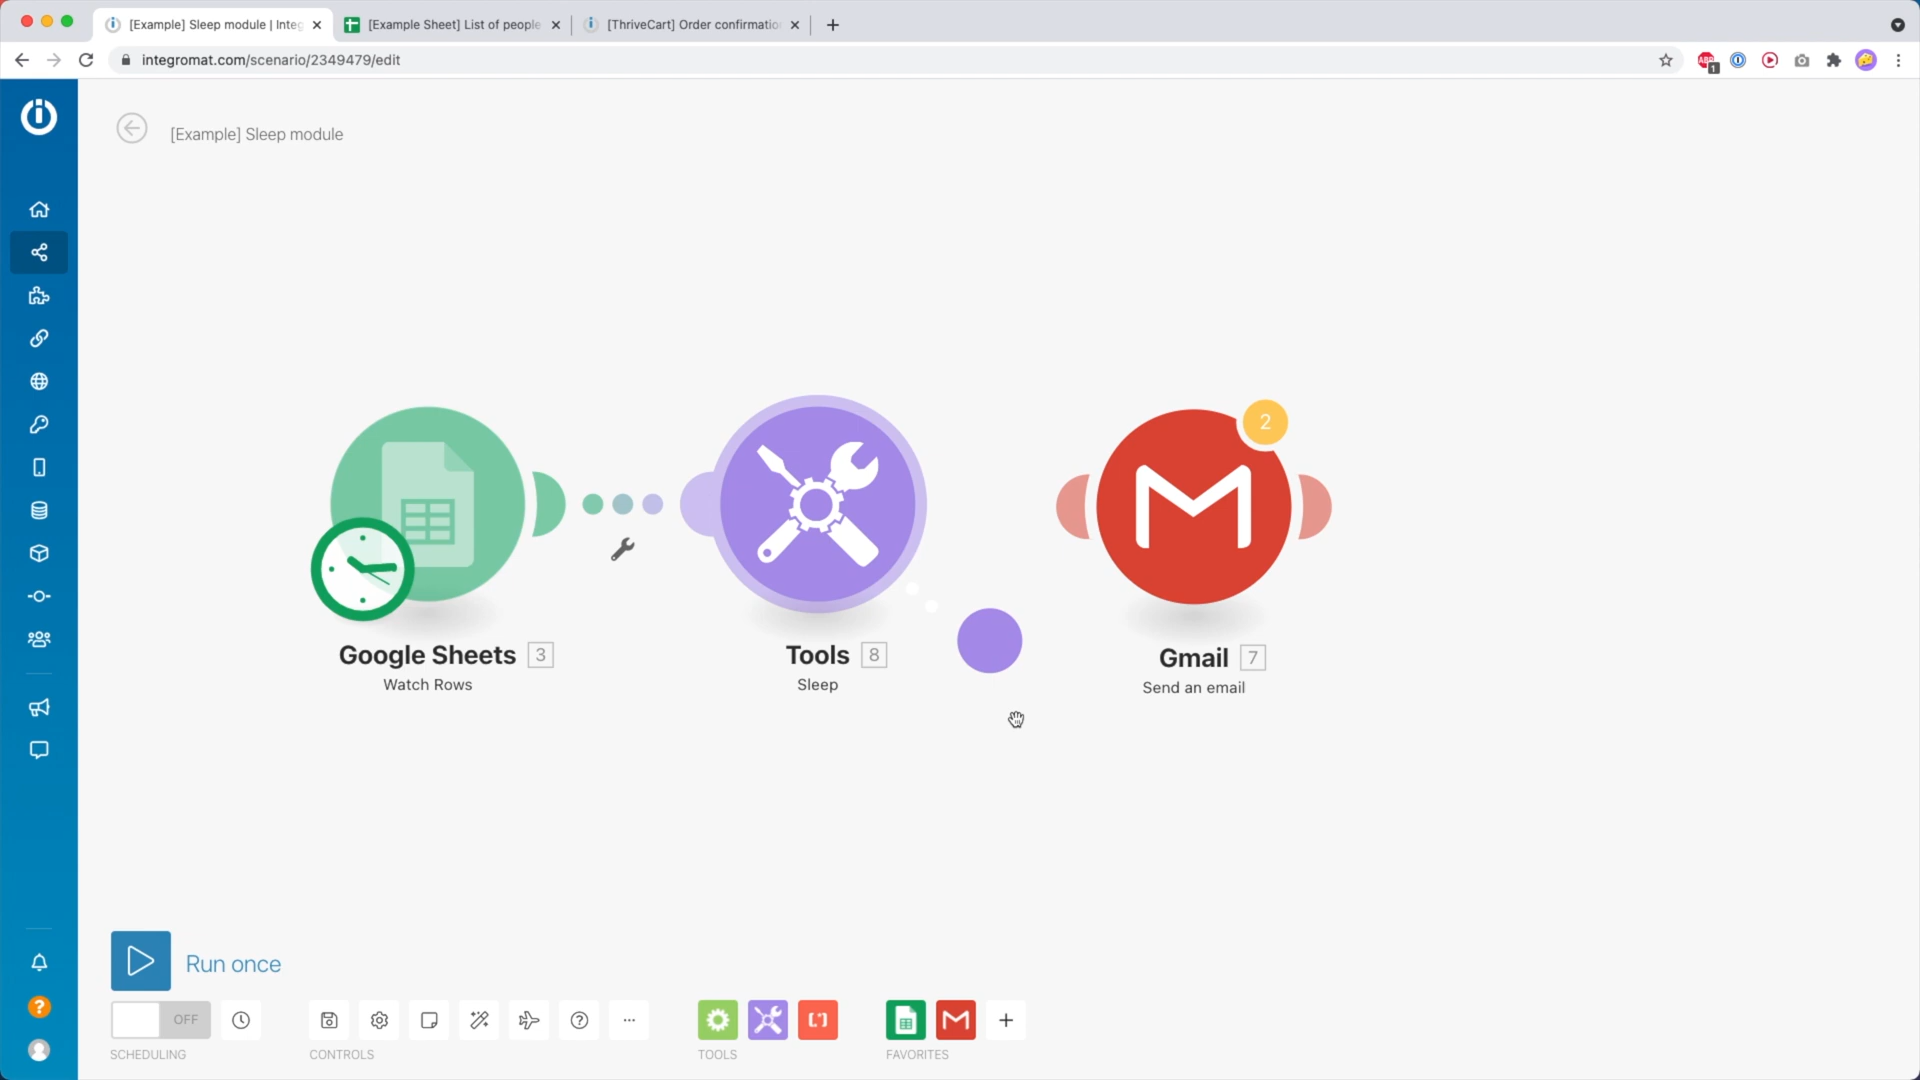 [Example] Sleep module | Integ
[Example Sheet] List of people
[ThriveCart] Order confirmatio
integromat.com/scenario/2349479/edit
ABP
1
[Example] Sleep module
2
Google Sheets 3
Watch Rows
Tools 8
Sleep
Gmail 7
Send an email
Run once
OFF
SCHEDULING
CONTROLS
TOOLS
FAVORITES